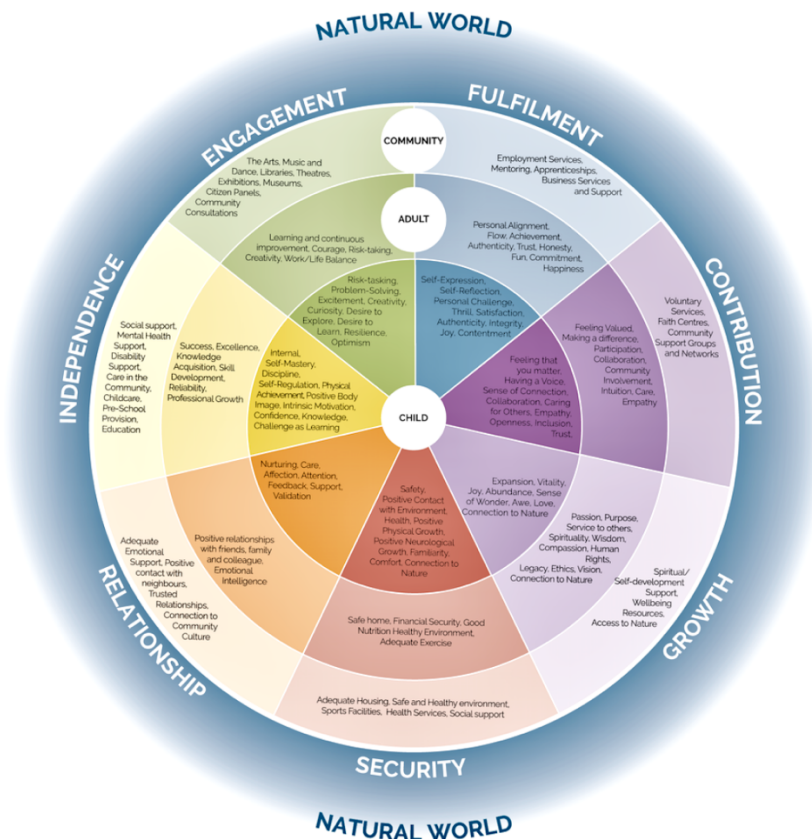 NATURAL WORLD
ENGAGEMENT
FULFILMENT
COMMUNITY
The Arts, Music and
Dance, Libraries, Theatres,
Exhibitions, Museums,
Citizen Panels,
Community
Consultations
Employment Services,
Mentoring, Apprenticeships,
Business Services
and Support
ADULT
Learning and continuous
improvement, Courage, Risk-taking,
Creativity, Work/Life Balance
Personal Alignment,
Flow, Achievement,
Authenticity, Trust, Honesty,
Fun, Commitment,
Happiness
Risk-tasking,
Problem-Solving,
Excitement, Creativity,
Curiosity, Desire to
Explore, Desire to
Learn, Resilience,
Optimism
Self-Expression,
Self-Reflection,
Personal Challenge,
Thrill, Satisfaction,
Authenticity, Integrity,
Joy, Contentment
INDEPENDENCE
Social support,
Mental Health
Support,
Disability
Support,
Care in the
Community,
Childcare,
Pre-School
Provision,
Education
Success, Excellence,
Knowledge
Acquisition, Skill
Development,
Reliability,
Professional Growth
Internal,
Self-Mastery,
Discipline,
Self-Regulation, Physical
Achievement, Positive Body
Image, Intrinsic Motivation,
Confidence, Knowledge,
Challenge as Learning
CHILD
Feeling that
you matter,
Having a Voice,
Sense of Connection,
Collaboration, Caring
for Others, Empathy,
Openness, Inclusion,
Trust,
Feeling Valued,
Making a difference,
Participation,
Collaboration,
Community
Involvement,
Intuition, Care,
Empathy
Voluntary
Services,
Faith Centres,
Community
Support Groups
and Networks
CONTRIBUTION
Nurturing, Care,
Affection, Attention,
Feedback, Support,
Validation
Positive relationships
with friends, family
and colleague,
Emotional
Intelligence
Adequate
Emotional
Support, Positive
contact with
neighbours,
Trusted
Relationships,
Connection to
Community
Culture
RELATIONSHIP
Safety,
Positive Contact
with Environment,
Health, Positive
Physical Growth,
Positive Neurological
Growth, Familiarity,
Comfort, Connection to
Nature
Safe home, Financial Security, Good
Nutrition Healthy Environment,
Adequate Exercise
Adequate Housing, Safe and Healthy environment,
Sports Facilities, Health Services, Social support
SECURITY
Expansion, Vitality,
Joy, Abundance, Sense
of Wonder, Awe, Love,
Connection to Nature
Passion, Purpose,
Service to others,
Spirituality, Wisdom,
Compassion, Human
Rights,
Legacy, Ethics, Vision,
Connection to Nature
Spiritual/
Self-development
Support,
Wellbeing
Resources,
Access to Nature
GROWTH
NATURAL WORLD